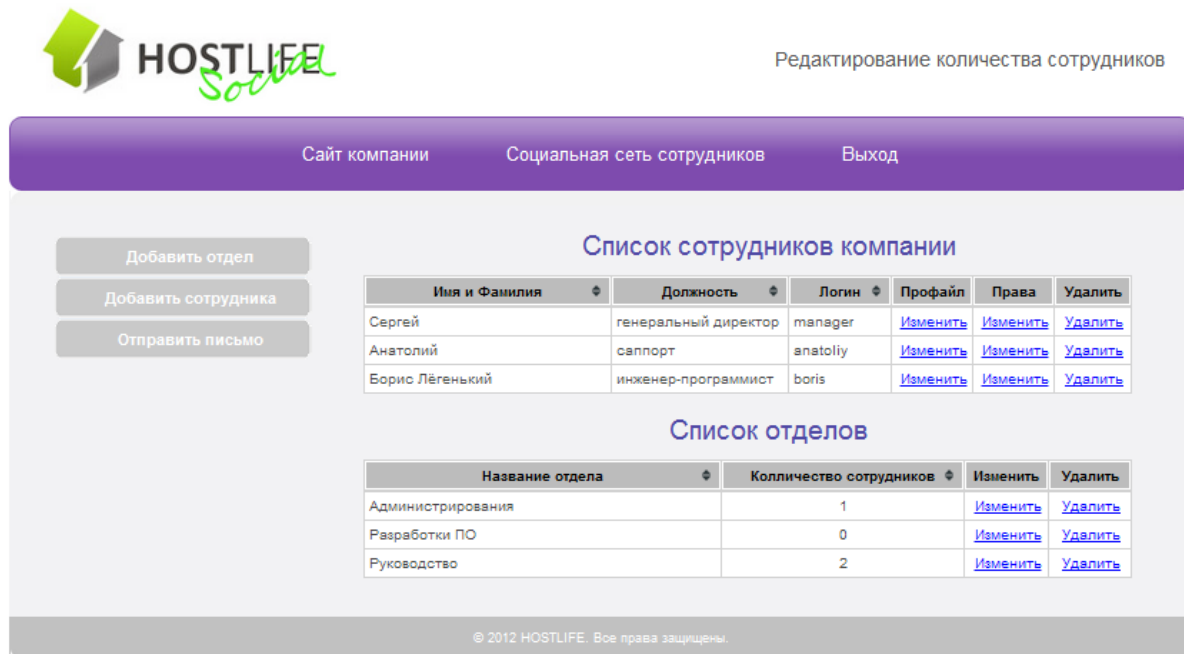 HOSTLIFE
Social
Редактирование количества сотрудников
Сайт компании Социальная сеть сотрудников Выход
Добавить отдел
Добавить сотрудника
Отправить письмо
Список сотрудников компании
Имя и Фамилия Должность Логин Профайл Права Удалить
Сергей генеральный директор manager Изменить Изменить Удалить
Анатолий саппорт anatoliy Изменить Изменить Удалить
Борис Лёгенький инженер-программист boris Изменить Изменить Удалить
Список отделов
Название отдела Колличество сотрудников Изменить Удалить
Администрирования 1 Изменить Удалить
Разработки ПО 0 Изменить Удалить
Руководство 2 Изменить Удалить
© 2012 HOSTLIFE. Все права защищены.